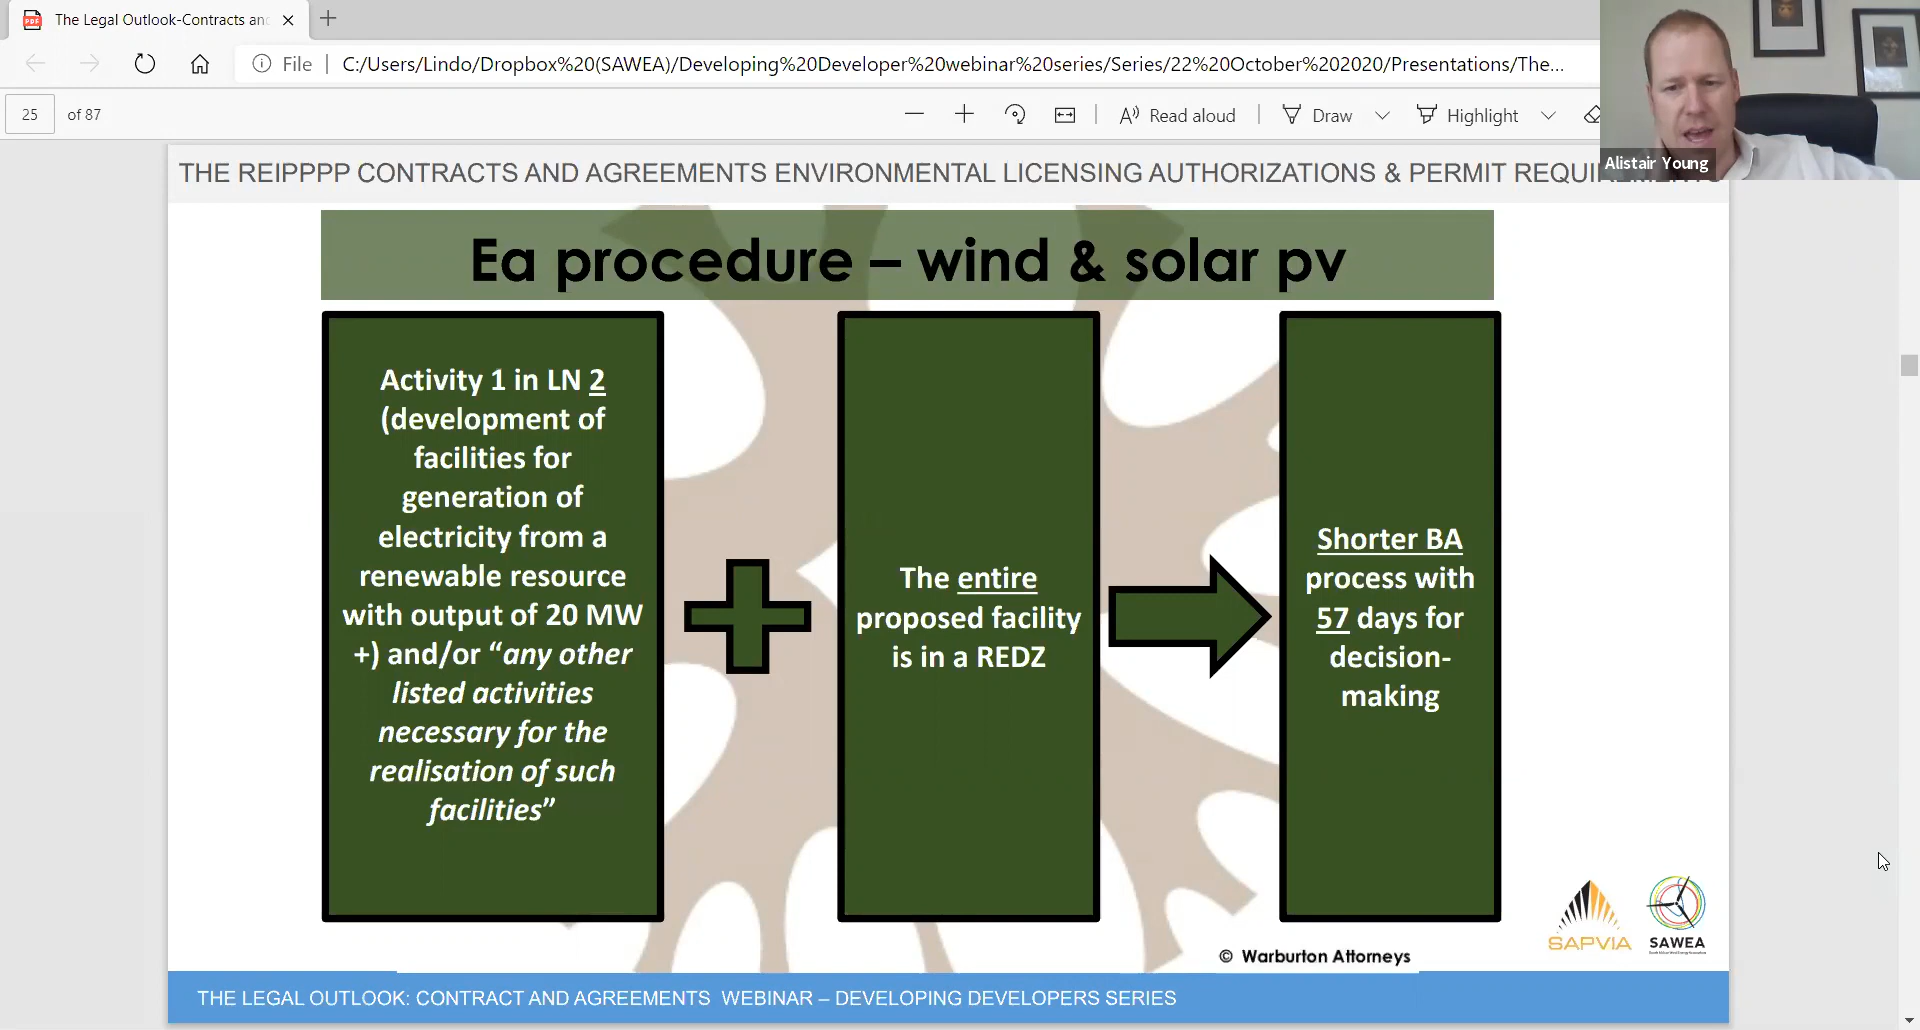 The Legal Outlook-Contracts an
File
C:/Users/Lindo/Dropbox%20(SAWEA)/Developing%20Developer%20webinar%20series/Series/22%20October%202020/Presentations/The...
25 of 87
Read aloud
Draw
Highlight
Alistair Young
THE REIPPPP CONTRACTS AND AGREEMENTS ENVIRONMENTAL LICENSING AUTHORIZATIONS & PERMIT REQUIREMENTS
Ea procedure – wind & solar pv
Activity 1 in LN 2
(development of
facilities for
generation of
electricity from a
renewable resource
with output of 20 MW
+) and/or “any other
listed activities
necessary for the
realisation of such
facilities”
The entire
proposed facility
is in a REDZ
Shorter BA
process with
57 days for
decision-
making
SAPVIA
SAWEA
© Warburton Attorneys
THE LEGAL OUTLOOK: CONTRACT AND AGREEMENTS WEBINAR – DEVELOPING DEVELOPERS SERIES